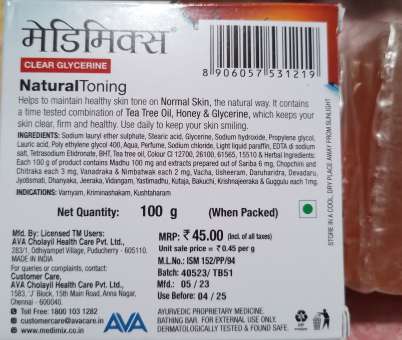 मेडिमिक्स
CLEAR GLYCERINE
8 906057 531219
NaturalToning
Helps to maintain healthy skin tone on Normal Skin, the natural way. It contains
a time tested combination of Tea Tree Oil, Honey & Glycerine, which keeps your
skin clear, firm and healthy. Use daily to keep your skin smiling.
INGREDIENTS: Sodium lauryl ether sulphate, Stearic acid, Glycerine, Sodium hydroxide, Propylene glycol,
Lauric acid, Poly ethylene glycol 400, Aqua, Perfume, Sodium chloride, Light liquid paraffin, EDTA di sodium
salt, Tetrasodium Etidronate, BHT, Tea tree oil, Colour CI 12700, 26100, 61565, 15510 & Herbal Ingredients:
Each 100 g of product contains Madhu 100 mg and extracts prepared out of Sariba 6 mg, Chopchini and
Chitraka each 3 mg, Vanadraka & Nimbatwak each 2 mg, Vacha, Usheeram, Daruharidra, Devadaru,
Jyotismati, Dhanyaka, Jeeraka, Vidangam, Yastimadhu, Kutaja, Bakuchi, Krishnajeeraka & Guggulu each 1mg.
INDICATIONS: Varnyam, Kriminashakam, Kushtaharam
STORE IN A COOL, DRY PLACE AWAY FROM SUNLIGHT
Net Quantity: 100 g (When Packed)
Mfd. By: Licensed TM Users:
AVA Cholayil Health Care Pvt. Ltd.,
283/1, Odhiyampet Village, Puducherry - 605110.
MADE IN INDIA
For queries or complaints, contact:
Customer Care,
AVA Cholayil Health Care Pvt. Ltd.,
1583, 'J' Block, 15th Main Road, Anna Nagar,
Chennai - 600040.
Toll Free: 1800 103 1282
customercare@avacare.in
www.medimix.co.in
AVA
MRP: ₹ 45.00 (Incl. of all taxes)
Unit sale price = ₹ 0.45 per g
M.L.No.: ISM 152/PP/94
Batch: 40523/ TB51
Mfd.: 05 / 23
Use Before: 04 / 25
AYURVEDIC PROPRIETARY MEDICINE.
BATHING BAR. FOR EXTERNAL USE ONLY.
DERMATOLOGICALLY TESTED & FOUND SAFE.